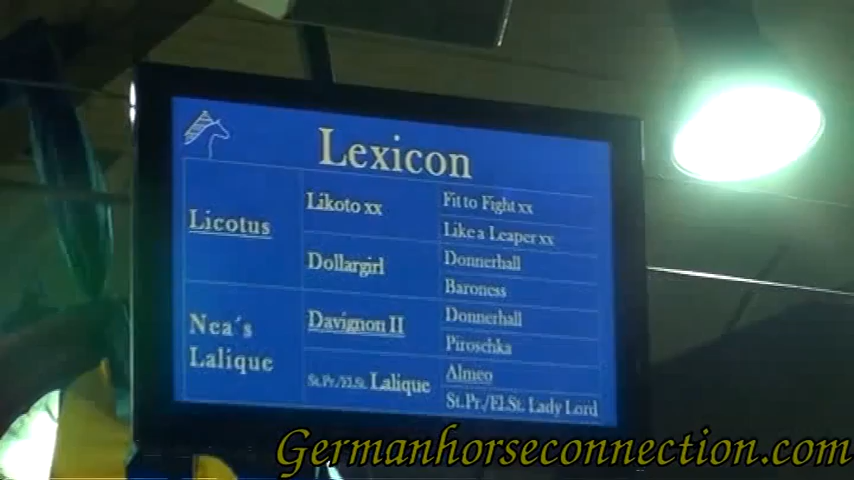 Lexicon
Licotus
Likoto xx
Fit to Fight xx
Like a Leaper xx
Dollargirl
Donnerhall
Baroness
Nea´s
Lalique
Davignon II
Donnerhall
Piroschka
St.Pr./El.St. Lalique
Almeo
St.Pr./El.St. Lady Lord
Germanhorseconnection.com